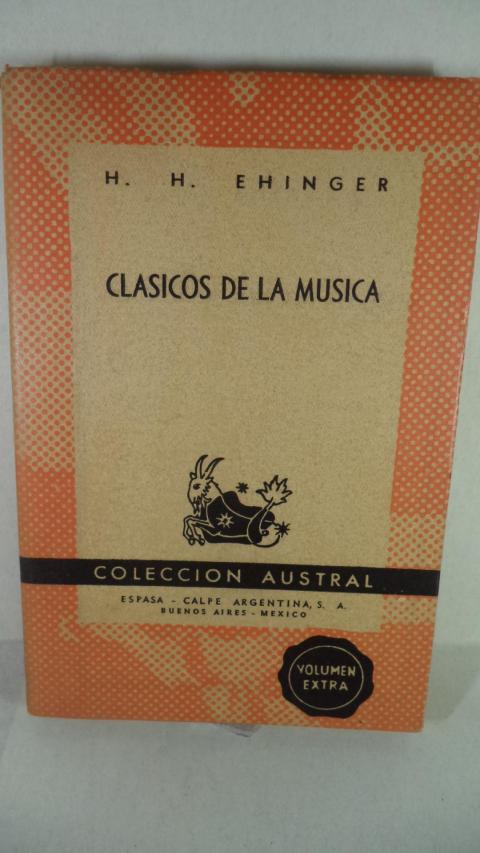 H. H. EHINGER
CLASICOS DE LA MUSICA
COLECCION AUSTRAL
ESPASA - CALPE ARGENTINA, S. A.
BUENOS AIRES - MEXICO
VOLUMEN
EXTRA